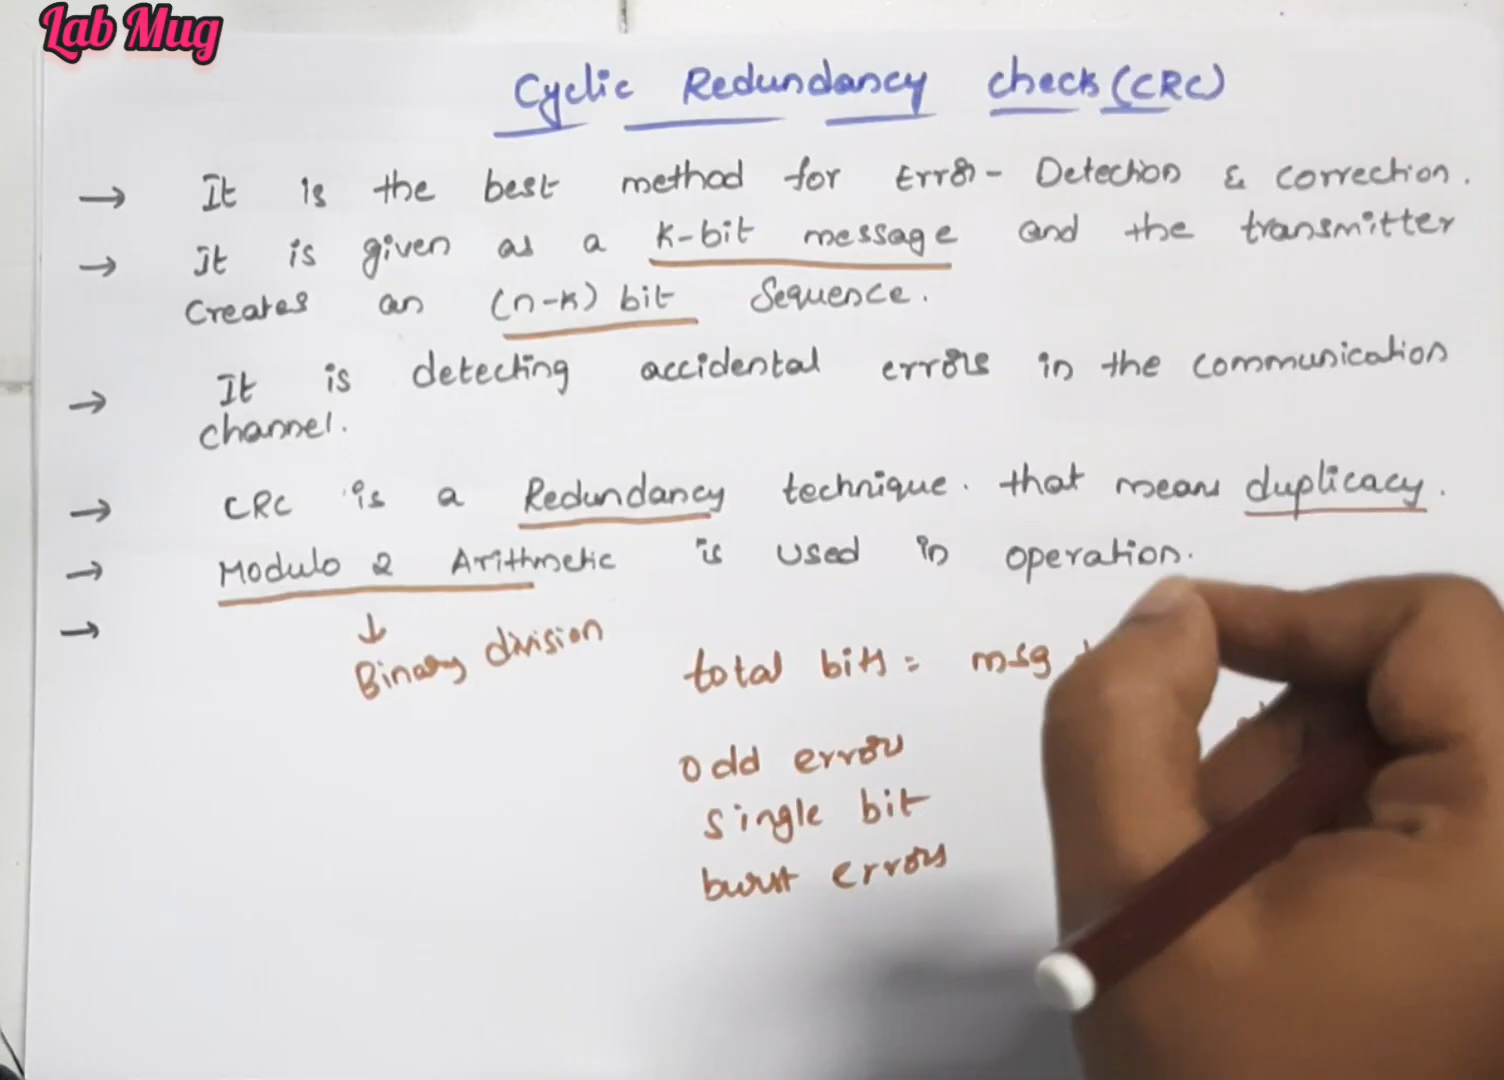 Lab Mug
Cyclic Redundancy check (CRC)
→ It is the best method for Error-Detection & correction.
→ It is given as a K-bit message and the transmitter
creates an (n-k) bit Sequence.
→ It is detecting accidental errors in the communication
channel.
→ CRC is a Redundancy technique. that means duplicacy.
→ Modulo 2 Arithmetic is used in operation.
→
↓
Binary division
total bits = msg
odd errors
single bit
burst errors